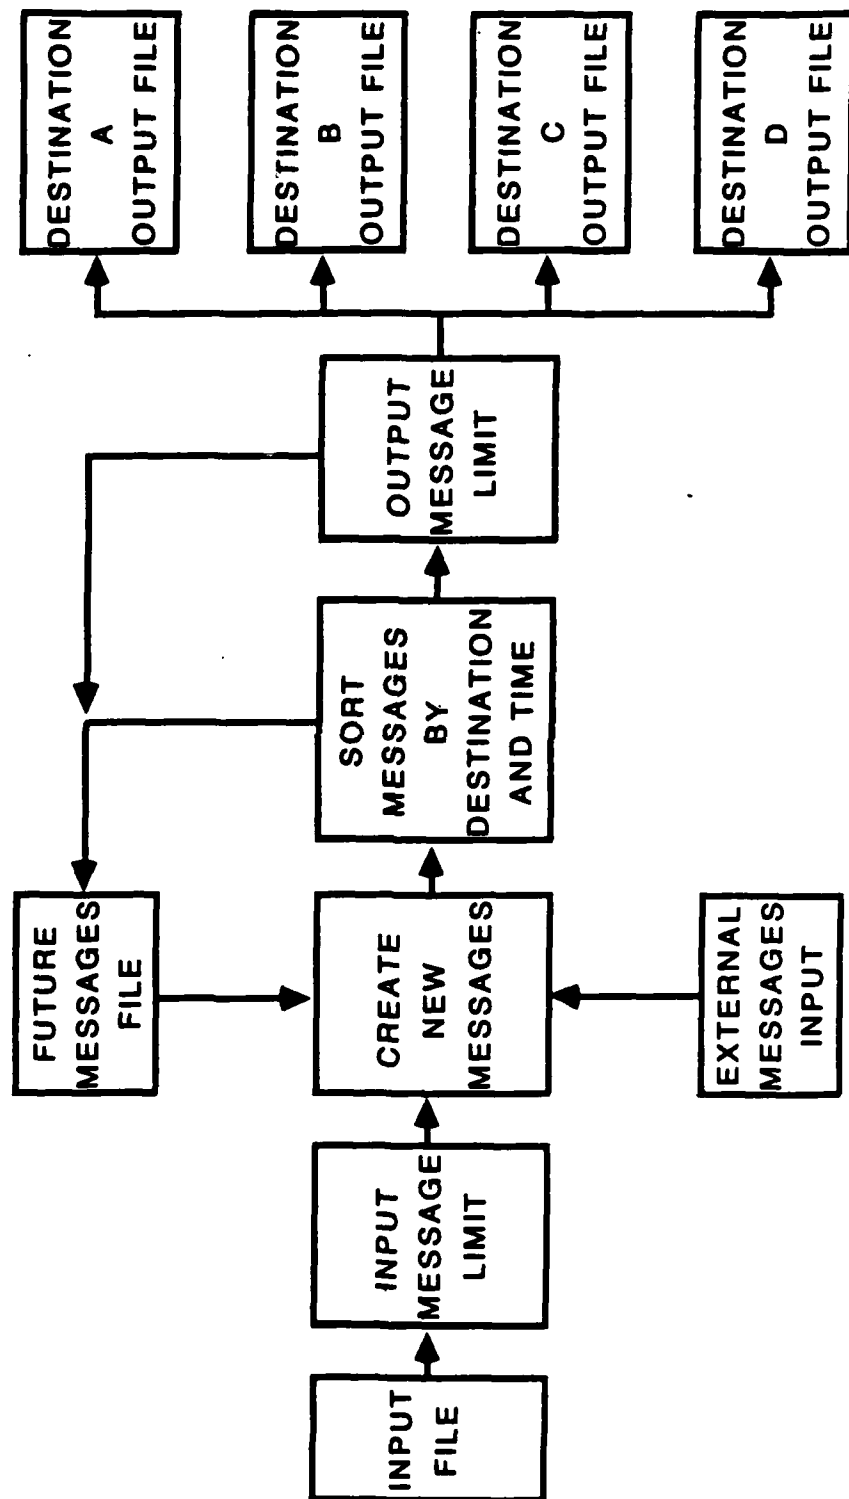 INPUT
FILE
INPUT
MESSAGE
LIMIT
FUTURE
MESSAGES
FILE
CREATE
NEW
MESSAGES
EXTERNAL
MESSAGES
INPUT
SORT
MESSAGES
BY
DESTINATION
AND TIME
OUTPUT
MESSAGE
LIMIT
DESTINATION
A
OUTPUT FILE
DESTINATION
B
OUTPUT FILE
DESTINATION
C
OUTPUT FILE
DESTINATION
D
OUTPUT FILE